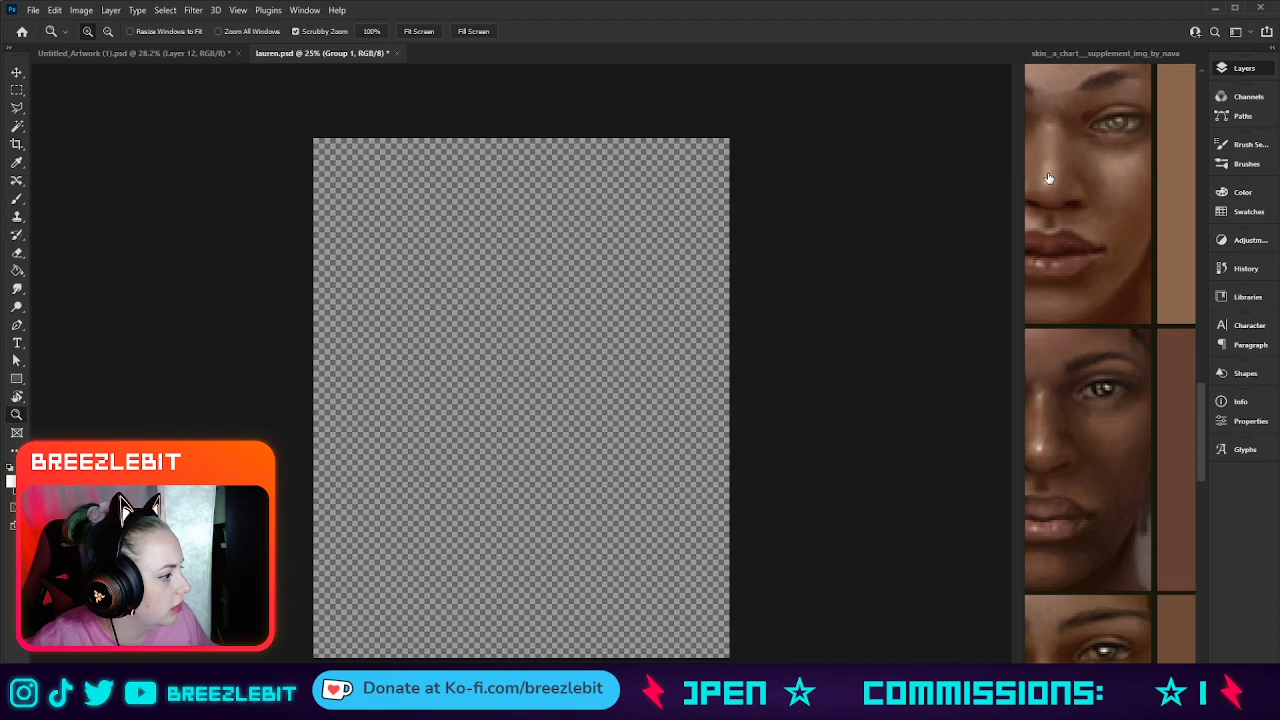 Ps File Edit Image Layer Type Select Filter 3D View Plugins Window Help
Resize Windows to Fit Zoom All Windows Scrubby Zoom 100% Fit Screen Fill Screen
Untitled_Artwork (1).psd @ 28.2% (Layer 12, RGB/8) * × lauren.psd @ 25% (Group 1, RGB/8) * × skin__a_chart__supplement_img_by_nava
Layers
Channels
Paths
Brush Se...
Brushes
Color
Swatches
Adjustm...
History
Libraries
Character
Paragraph
Shapes
Info
Properties
Glyphs
BREEZLEBIT
BREEZLEBIT Donate at Ko-fi.com/breezlebit OPEN ☆ COMMISSIONS: ☆ I